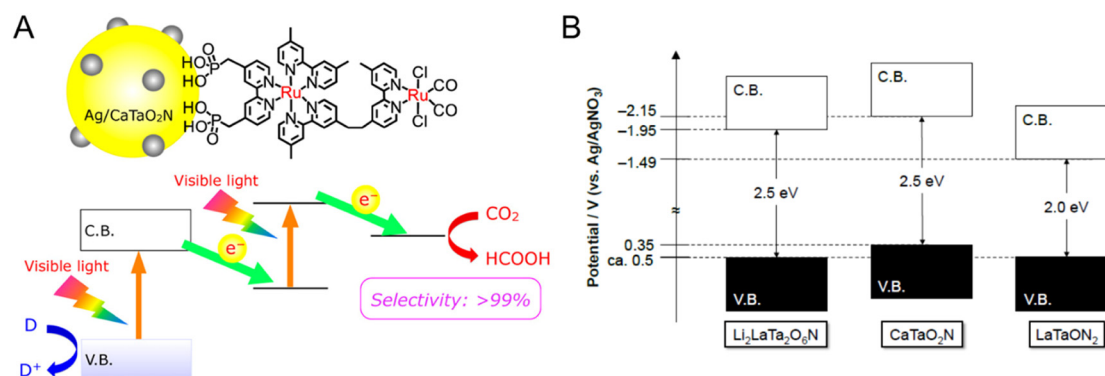 A
HO
O
P
HO
N
N
N
N
N
N
Ru
N
N
Cl
Ru
CO
CO
Cl
HO
P
HO
O
Ag/CaTaO₂N
Visible light
e⁻
CO₂
HCOOH
C.B.
e⁻
Visible light
Selectivity: >99%
D
D⁺
V.B.
B
Potential / V (vs. Ag/AgNO₃)
−2.15
−1.95
−1.49
≈
0.35
ca. 0.5
C.B.
C.B.
C.B.
2.5 eV
2.5 eV
2.0 eV
V.B.
V.B.
V.B.
Li₂LaTa₂O₆N
CaTaO₂N
LaTaON₂